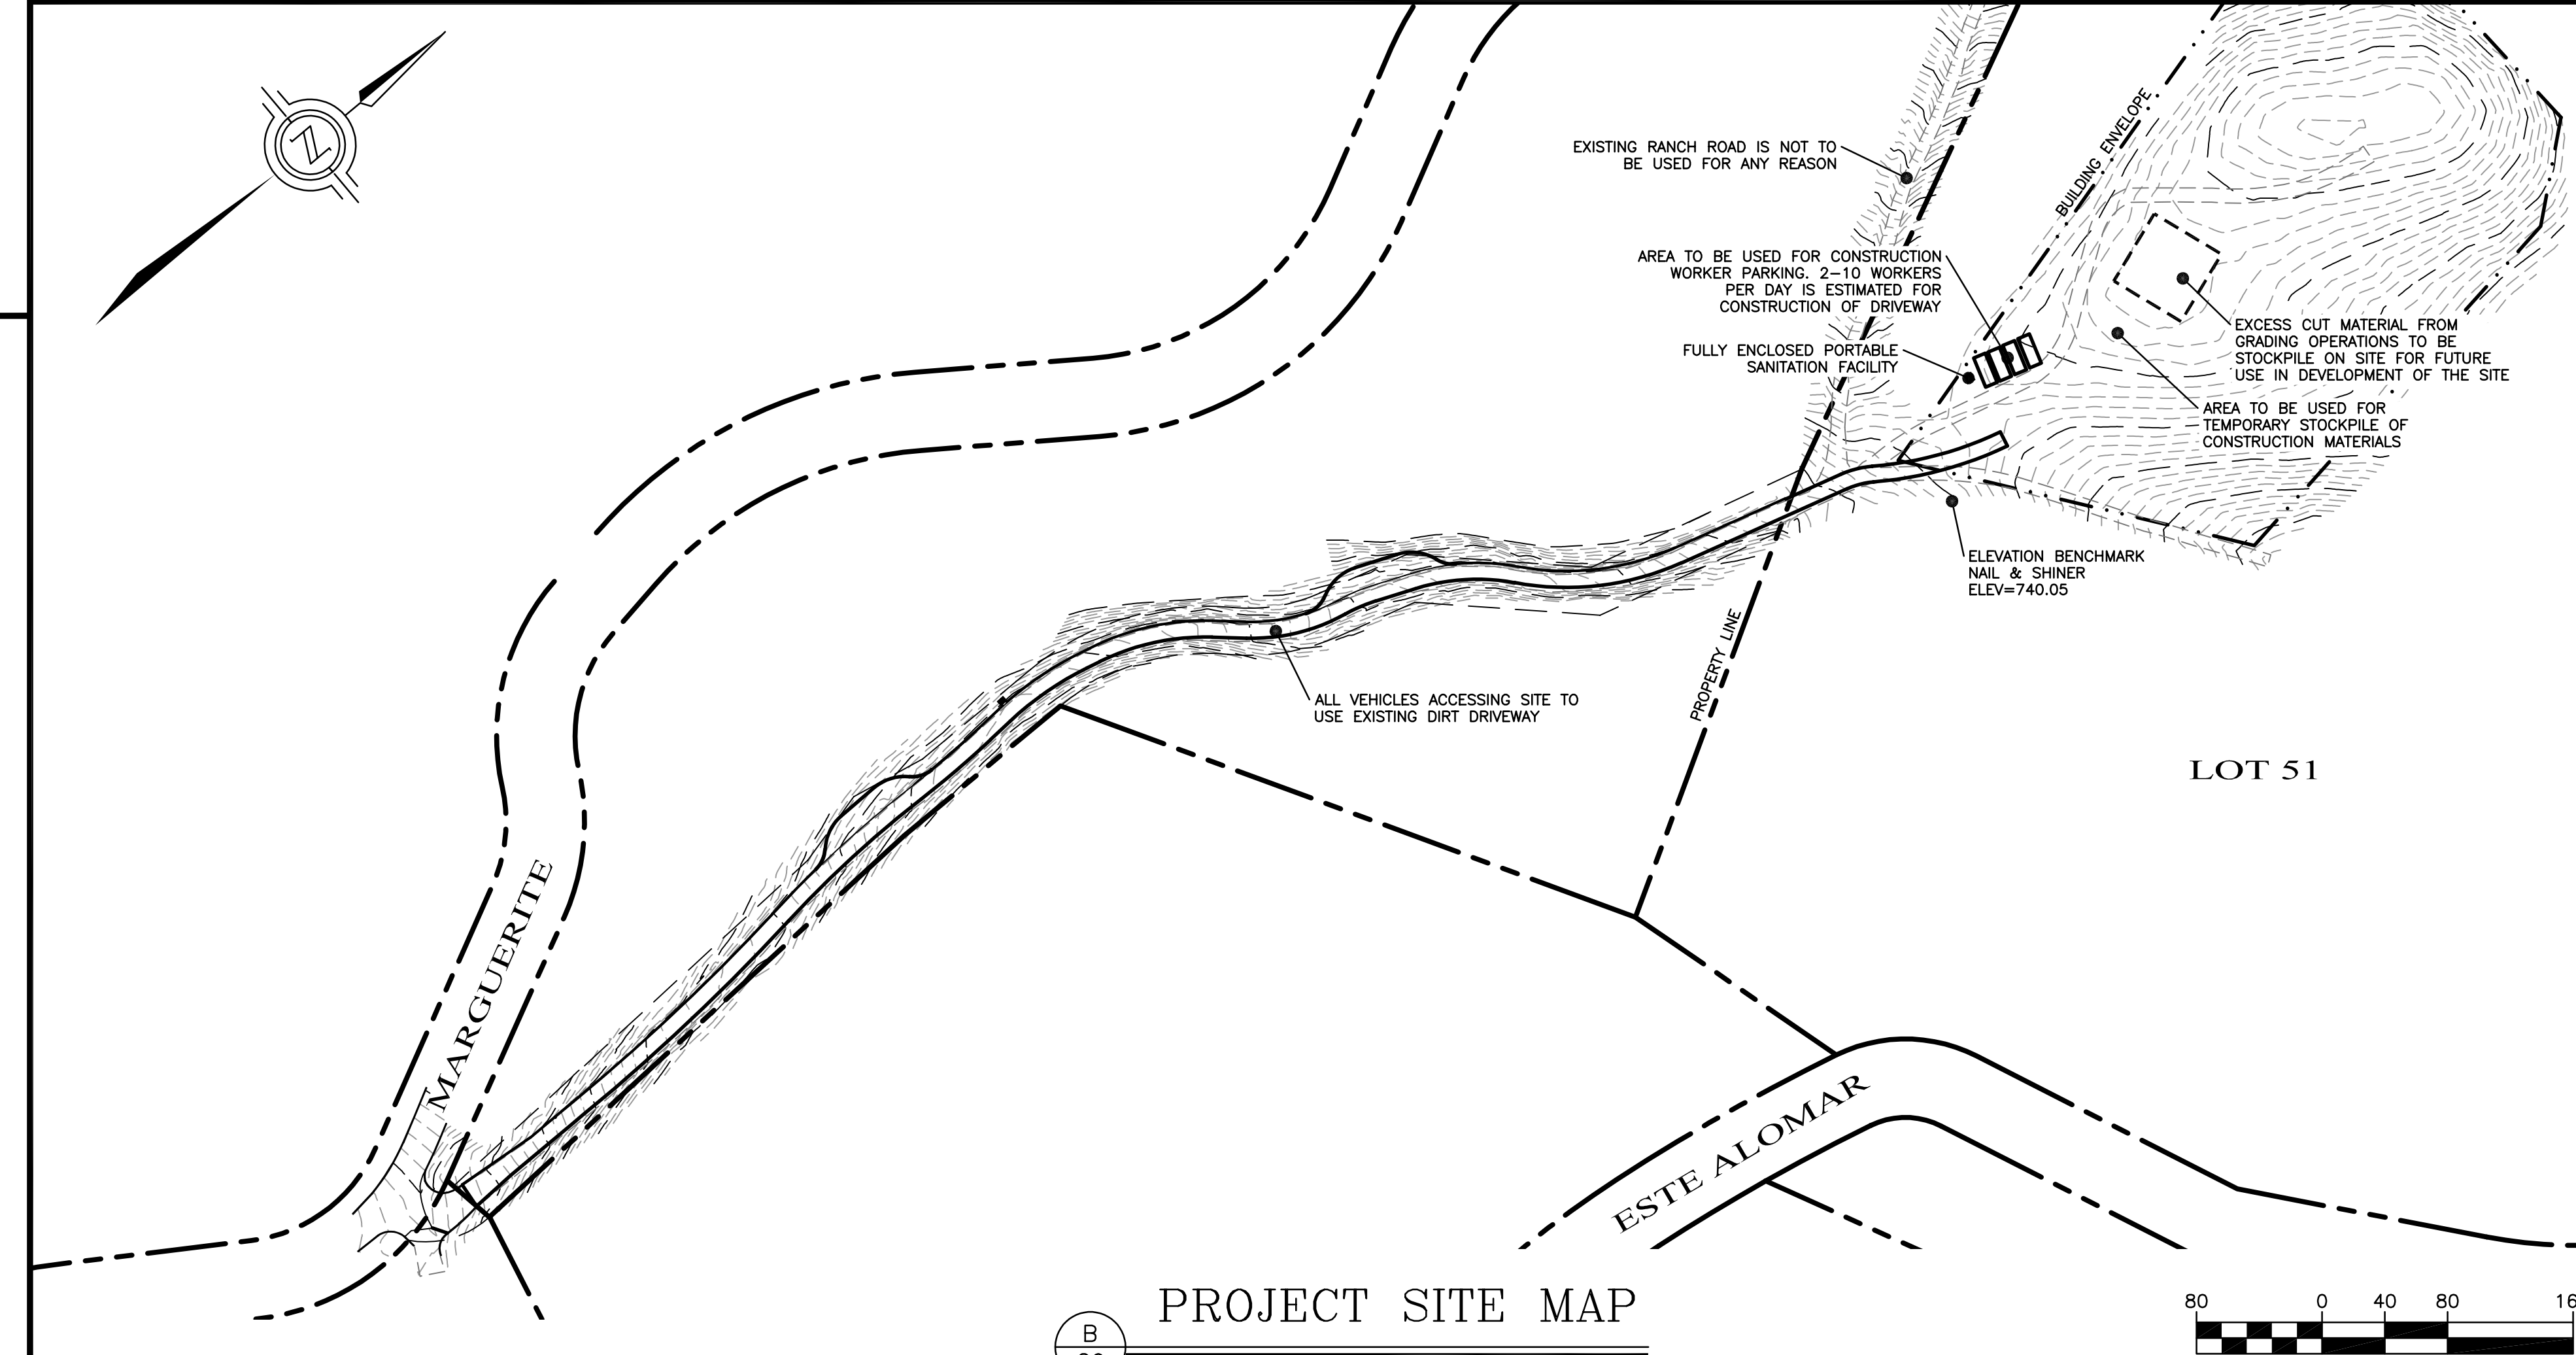 N
EXISTING RANCH ROAD IS NOT TO
BE USED FOR ANY REASON
BUILDING ENVELOPE
AREA TO BE USED FOR CONSTRUCTION
WORKER PARKING. 2-10 WORKERS
PER DAY IS ESTIMATED FOR
CONSTRUCTION OF DRIVEWAY
FULLY ENCLOSED PORTABLE
SANITATION FACILITY
EXCESS CUT MATERIAL FROM
GRADING OPERATIONS TO BE
STOCKPILE ON SITE FOR FUTURE
USE IN DEVELOPMENT OF THE SITE
AREA TO BE USED FOR
TEMPORARY STOCKPILE OF
CONSTRUCTION MATERIALS
ELEVATION BENCHMARK
NAIL & SHINER
ELEV=740.05
PROPERTY LINE
ALL VEHICLES ACCESSING SITE TO
USE EXISTING DIRT DRIVEWAY
LOT 51
MARGUERITE
ESTE ALOMAR
PROJECT SITE MAP
B
80 0 40 80